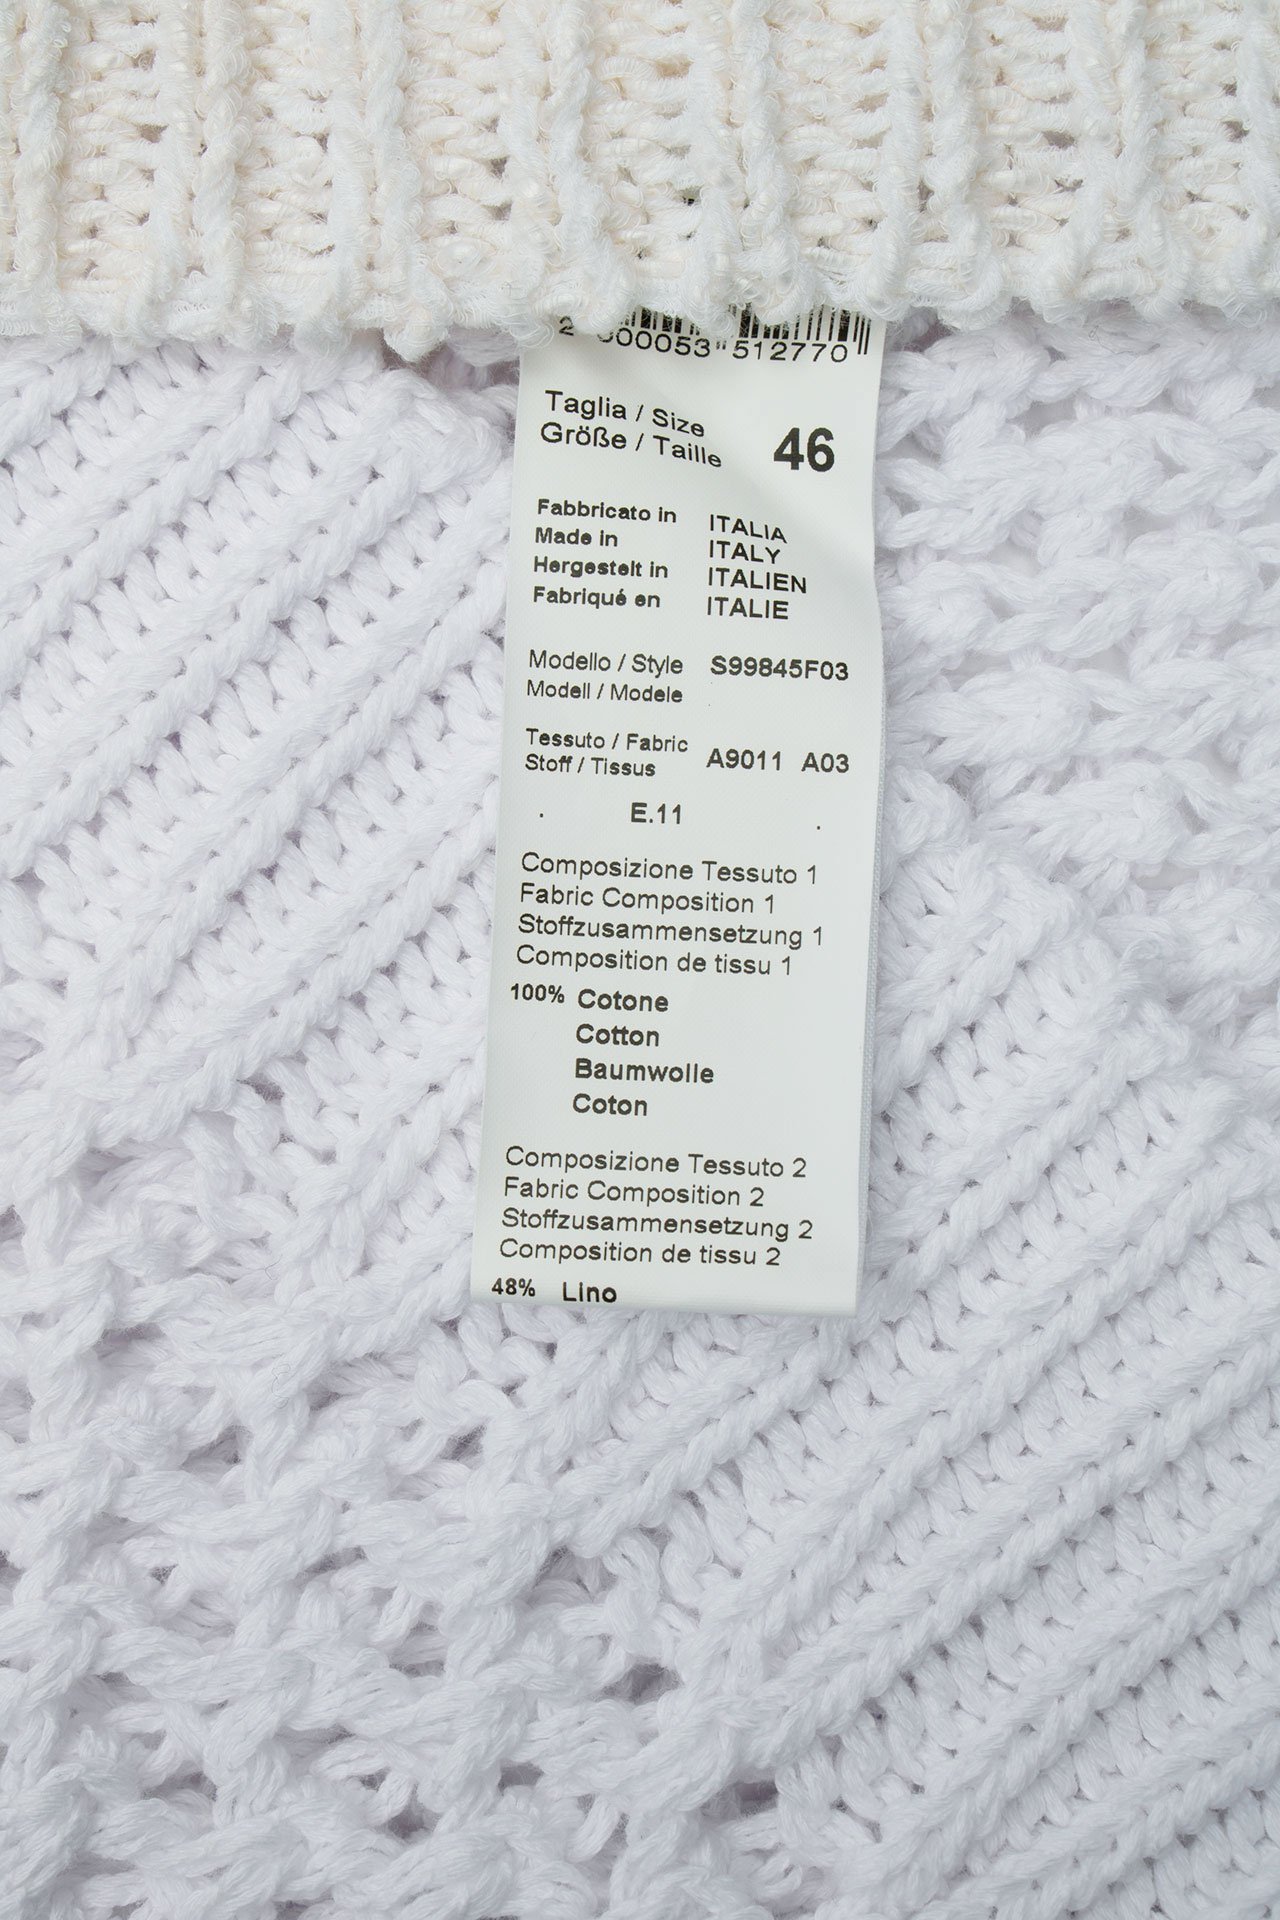 512770
Taglia / Size
Größe / Taille 46
Fabbricato in ITALIA
Made in ITALY
Hergestelt in ITALIEN
Fabriqué en ITALIE
Modello / Style S99845F03
Modell / Modele
Tessuto / Fabric A9011 A03
Stoff / Tissus
E.11
Composizione Tessuto 1
Fabric Composition 1
Stoffzusammensetzung 1
Composition de tissu 1
100% Cotone
Cotton
Baumwolle
Coton
Composizione Tessuto 2
Fabric Composition 2
Stoffzusammensetzung 2
Composition de tissu 2
48% Lino